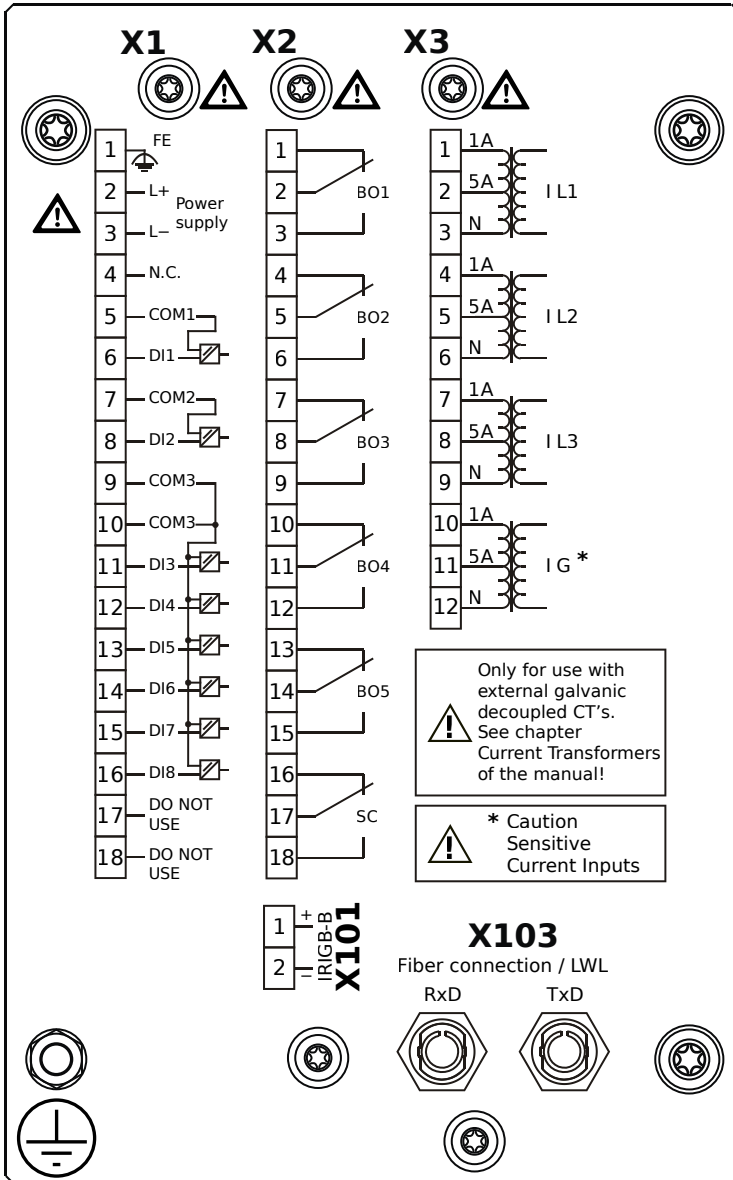 X1
X2
X3
1 FE
2 L+
Power
supply
3 L−
4 N.C.
5 COM1
6 DI1
7 COM2
8 DI2
9 COM3
10 COM3
11 DI3
12 DI4
13 DI5
14 DI6
15 DI7
16 DI8
17 DO NOT
USE
18 DO NOT
USE
1
2 BO1
3
4
5 BO2
6
7
8 BO3
9
10
11 BO4
12
13
14 BO5
15
16
17 SC
18
1 1A
2 5A I L1
3 N
4 1A
5 5A I L2
6 N
7 1A
8 5A I L3
9 N
10 1A
11 5A I G *
12 N
Only for use with
external galvanic
decoupled CT's.
See chapter
Current Transformers
of the manual!
* Caution
Sensitive
Current Inputs
1 +
2 −
IRIGB-B
X101
X103
Fiber connection / LWL
RxD TxD